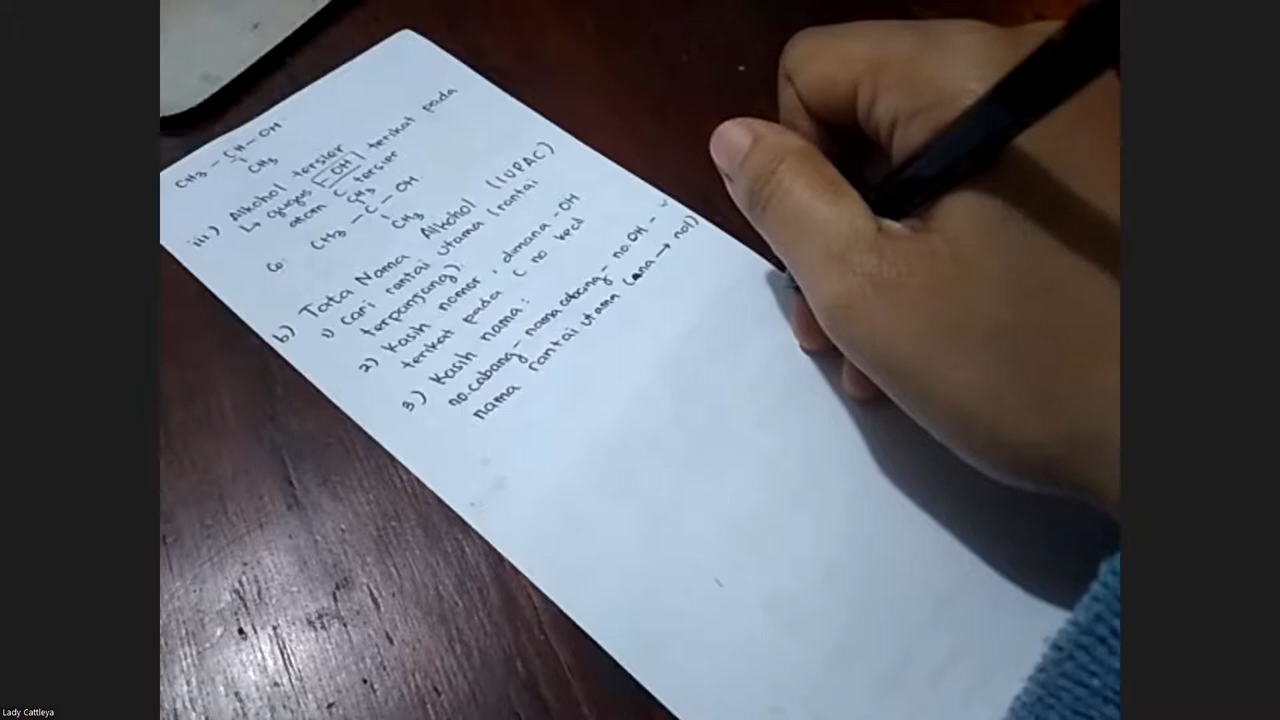 CH3 - CH - OH
CH3
iii) Alkohol tersier
↳ gugus [-OH] terikat pada
atom C tersier
CH3
Co: CH3 - C - OH
CH3
b) Tata Nama Alkohol (IUPAC)
1) Cari rantai utama (rantai
terpanjang).
2) Kasih nomor, dimana -OH
terikat pada C no kecil
3) Kasih nama:
no.cabang - nama cabang - no.OH -
nama rantai utama (ana → nol)
Lady Cattleya